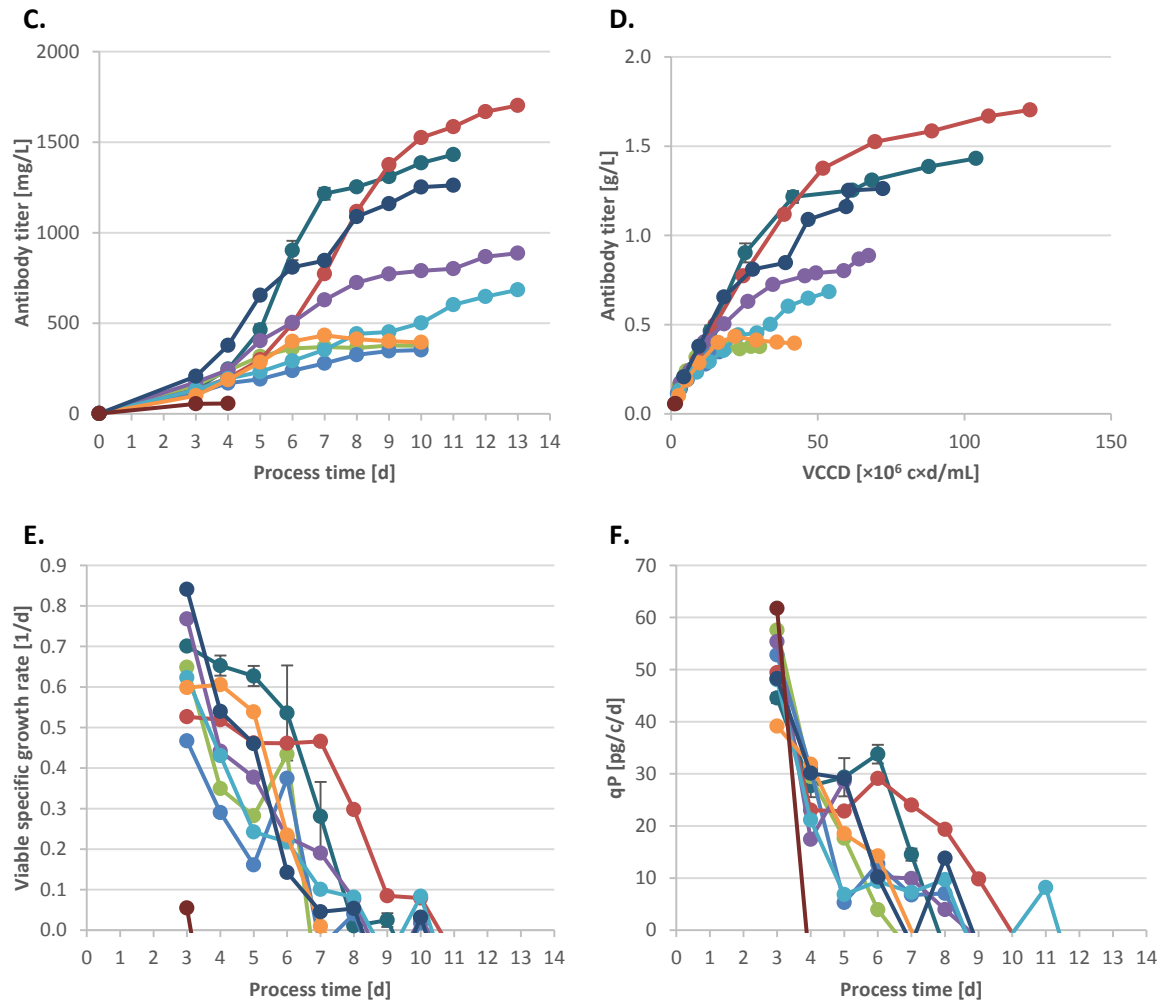 C.
2000
1500
1000
500
0
Antibody titer [mg/L]
0 1 2 3 4 5 6 7 8 9 10 11 12 13 14
Process time [d]
D.
2.0
1.5
1.0
0.5
0.0
Antibody titer [g/L]
0 50 100 150
VCCD [×10⁶ c×d/mL]
E.
0.9
0.8
0.7
0.6
0.5
0.4
0.3
0.2
0.1
0.0
Viable specific growth rate [1/d]
0 1 2 3 4 5 6 7 8 9 10 11 12 13 14
Process time [d]
F.
70
60
50
40
30
20
10
0
qP [pg/c/d]
0 1 2 3 4 5 6 7 8 9 10 11 12 13 14
Process time [d]